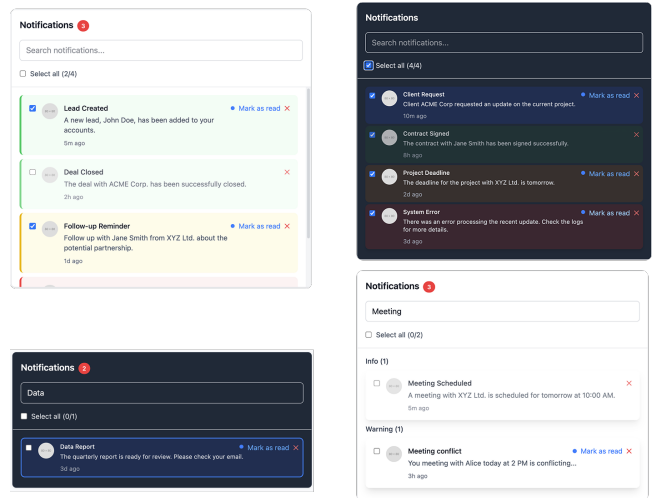 Notifications 3
Search notifications...
Select all (2/4)
Lead Created
Mark as read ×
A new lead, John Doe, has been added to your
accounts.
5m ago
Deal Closed
×
The deal with ACME Corp. has been successfully closed.
2h ago
Follow-up Reminder
Mark as read ×
Follow up with Jane Smith from XYZ Ltd. about the
potential partnership.
1d ago
Notifications
Search notifications...
Select all (4/4)
Client Request
Mark as read ×
Client ACME Corp requested an update on the current project.
10m ago
Contract Signed
×
The contract with Jane Smith has been signed successfully.
8h ago
Project Deadline
Mark as read ×
The deadline for the project with XYZ Ltd. is tomorrow.
2d ago
System Error
Mark as read ×
There was an error processing the recent update. Check the logs
for more details.
3d ago
Notifications 2
Data
Select all (0/1)
Data Report
Mark as read ×
The quarterly report is ready for review. Please check your email.
3d ago
Notifications 3
Meeting
Select all (0/2)
Info (1)
Meeting Scheduled
×
A meeting with XYZ Ltd. is scheduled for tomorrow at 10:00 AM.
5m ago
Warning (1)
Meeting conflict
Mark as read ×
You meeting with Alice today at 2 PM is conflicting...
3h ago